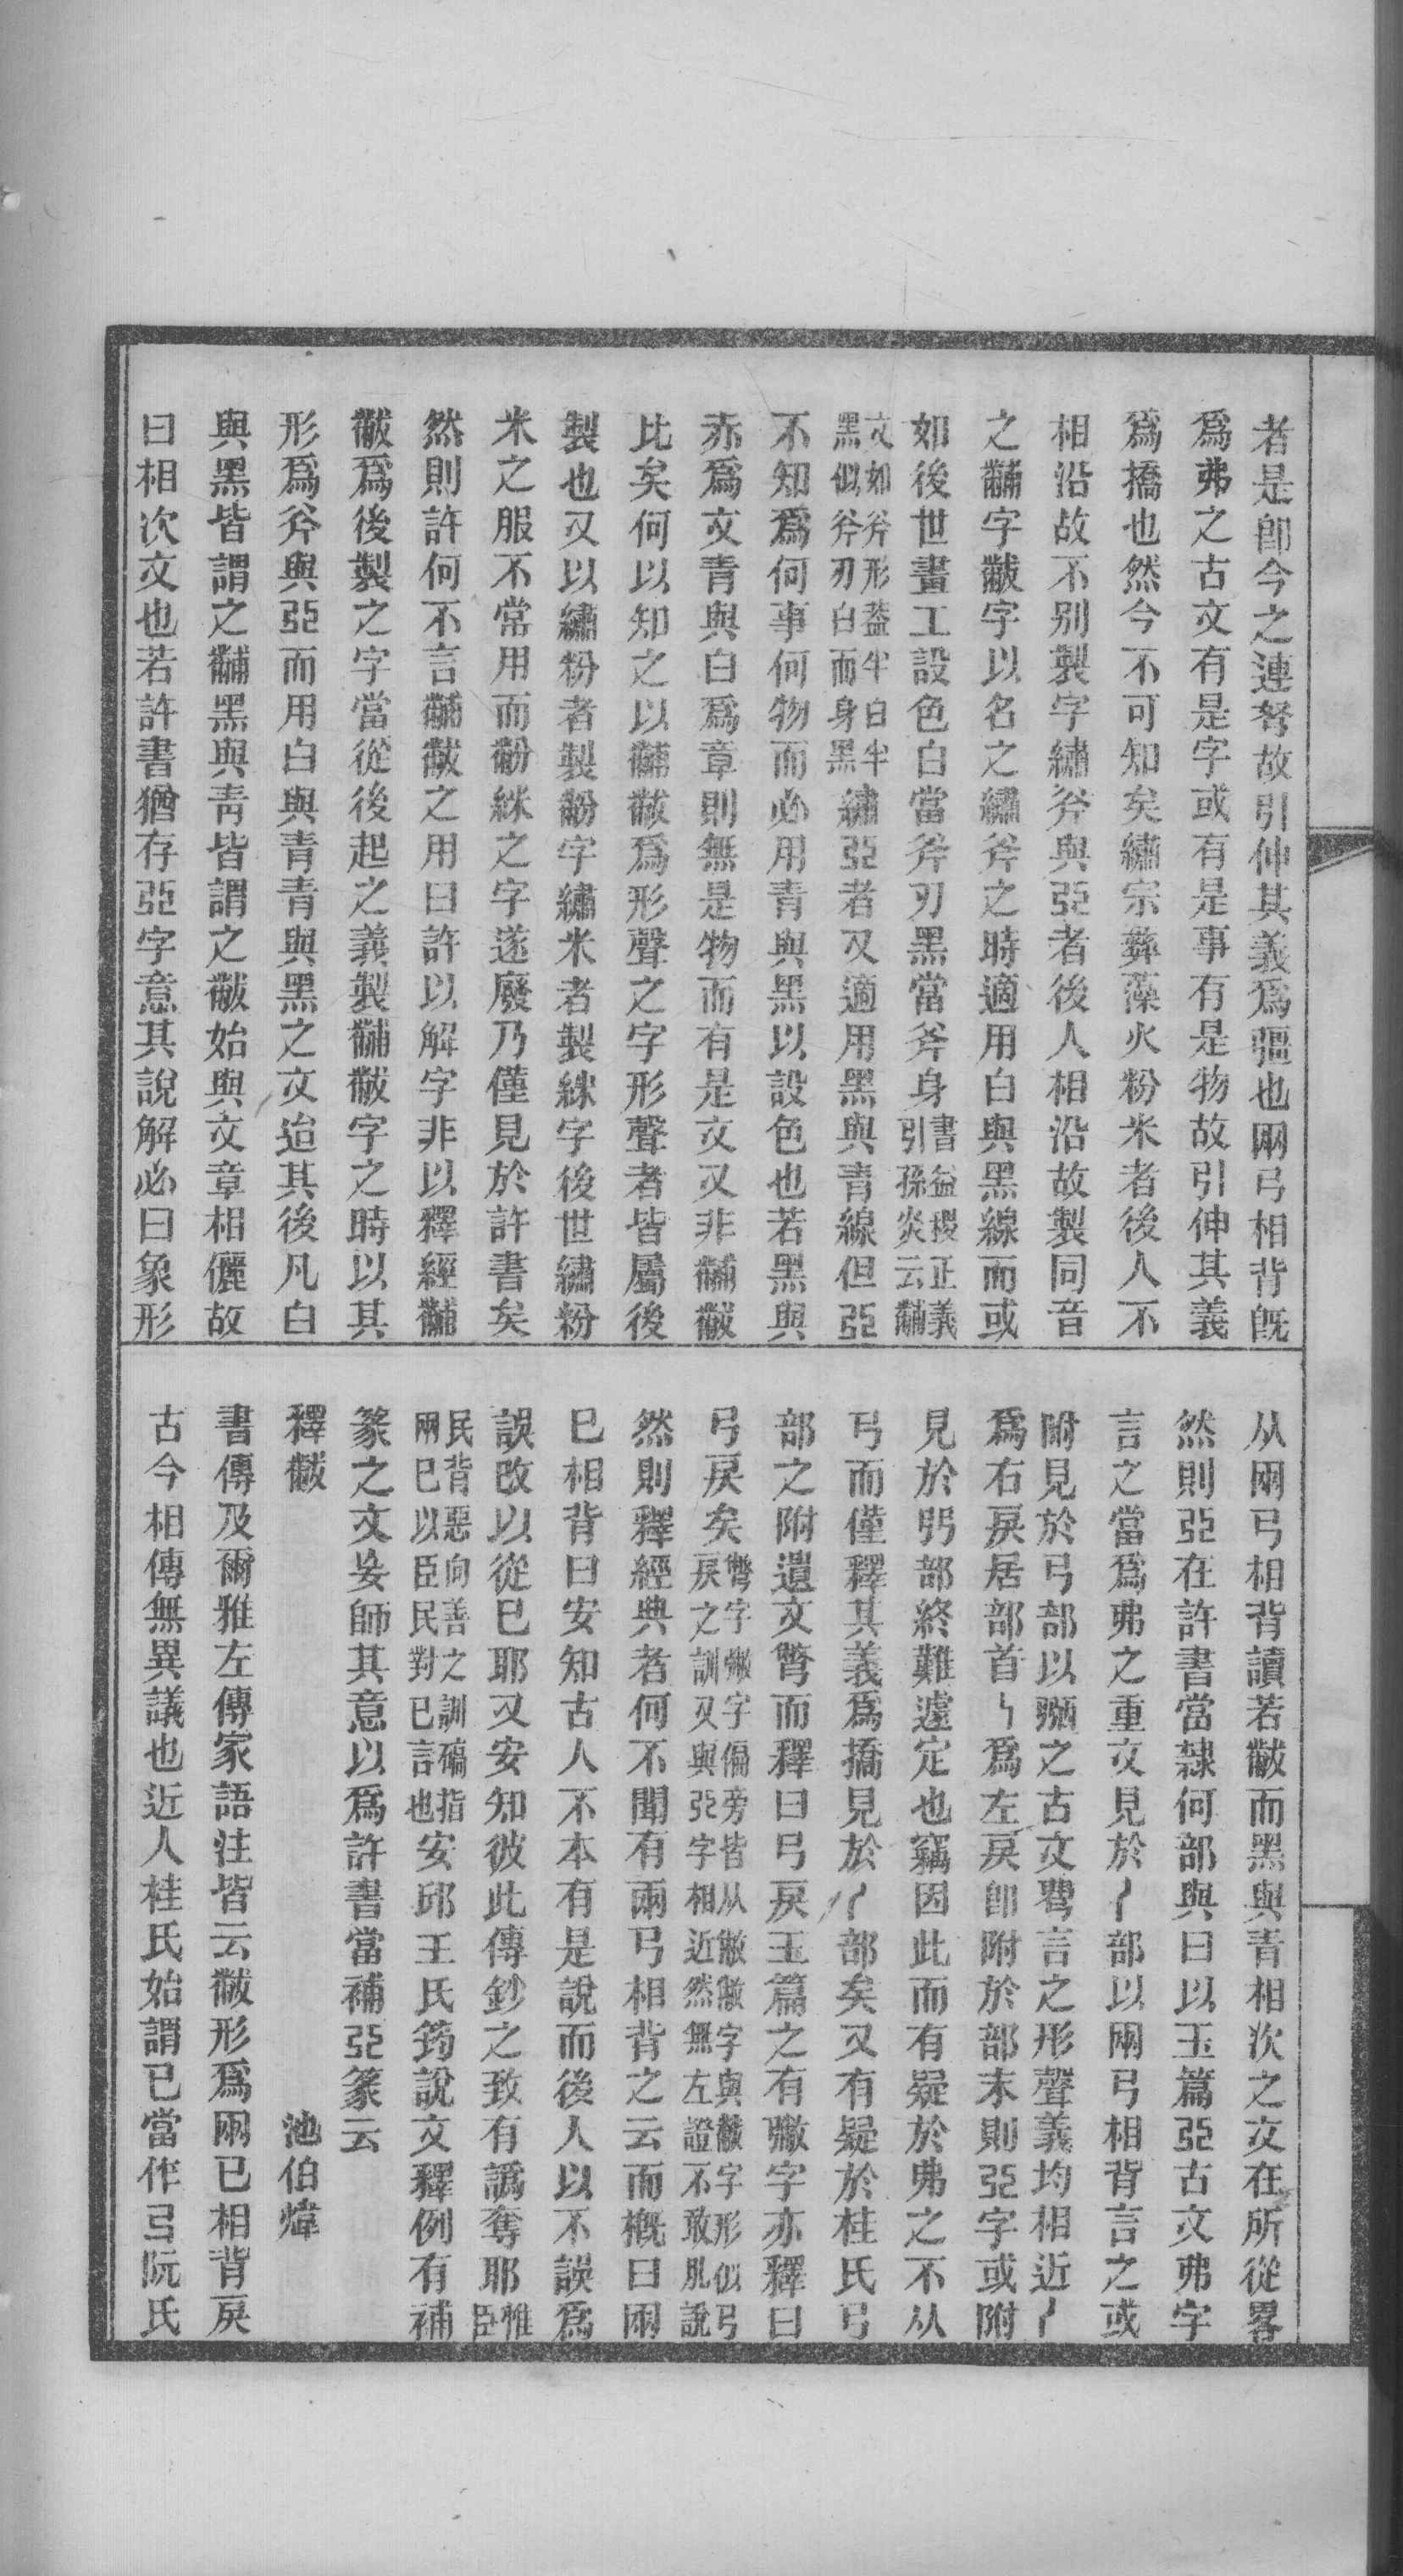 者是卽今之連弩故引伸其義爲彊也兩弓相背旣
爲弗之古文有是字或有是事有是物故引伸其義
爲撟也然今不可知矣繡宗彝藻火粉米者後人不
相沿故不別製字繡斧與亞者後人相沿故製同音
之黼字黻字以名之繡斧之時適用白與黑線而或
如後世畫工設色白當斧刃黑當斧身書益稷正義
引孫炎云黼
文如斧形葢半白半
黑似斧刃白而身黑繡亞者又適用黑與青線但亞
不知爲何事何物而必用青與黑以設色也若黑與
赤爲文青與白爲章則無是物而有是文又非黼黻
比矣何以知之以黼黻爲形聲之字形聲者皆屬後
製也又以繡粉者製黺字繡米者製絑字後世繡粉
米之服不常用而黺絑之字遂廢乃僅見於許書矣
然則許何不言黼黻之用曰許以解字非以釋經黼
黻爲後製之字當從後起之義製黼黻字之時以其
形爲斧與亞而用白與青青與黑之文迨其後凡白
與黑皆謂之黼黑與青皆謂之黻始與文章相儷故
曰相次文也若許書猶存亞字意其說解必曰象形
从兩弓相背讀若黻而黑與青相次之文在所從畧
然則亞在許書當隸何部與曰以玉篇亞古文弗字
言之當爲弗之重文見於丿部以兩弓相背言之或
附見於弓部以之古文言之形聲義均相近丿
爲右戾居部首乀爲左戾卽附於部末則亞字或附
見於弜部終難遽定也竊因此而有疑於弗之不从
弓而僅釋其義爲撟見於丿部矣又有疑於桂氏弓
部之附遺文彆而釋曰弓戾玉篇之有字亦釋曰
弓戾矣彆字字偏旁皆从敝敝字與黻字形似弓
戾之訓又與亞字相近然無左證不敢肊說
然則釋經典者何不聞有兩弓相背之云而槪曰兩
巳相背曰安知古人不本有是說而後人以不誤爲
誤改以從巳耶又安知彼此傳鈔之致有譌奪耶雅
臣
民背惡向善之訓碻指
兩巳以臣民對巳言也安邱王氏筠說文釋例有補
篆之文妄師其意以爲許書當補亞篆云
釋黻
池伯煒
書傳及爾雅左傳家語注皆云黻形爲兩已相背戾
古今相傳無異議也近人桂氏始謂已當作弓阮氏